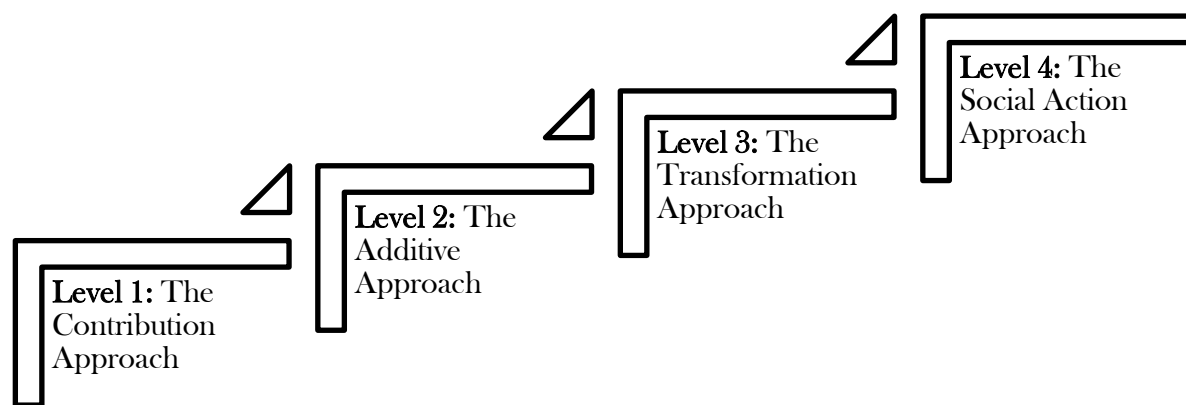 Level 1: The
Contribution
Approach
Level 2: The
Additive
Approach
Level 3: The
Transformation
Approach
Level 4: The
Social Action
Approach